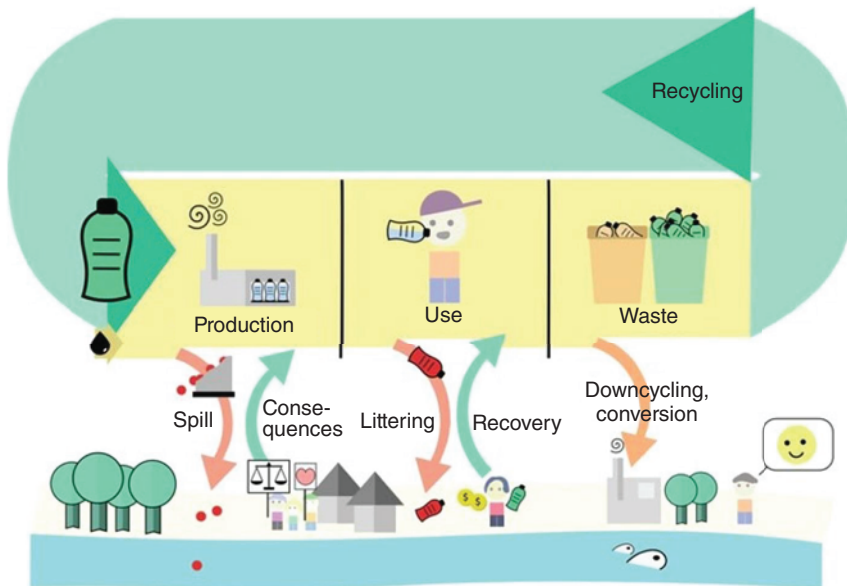 Recycling
Production
Use
Waste
Spill
Conse-
quences
Littering
Recovery
Downcycling,
conversion
$ $